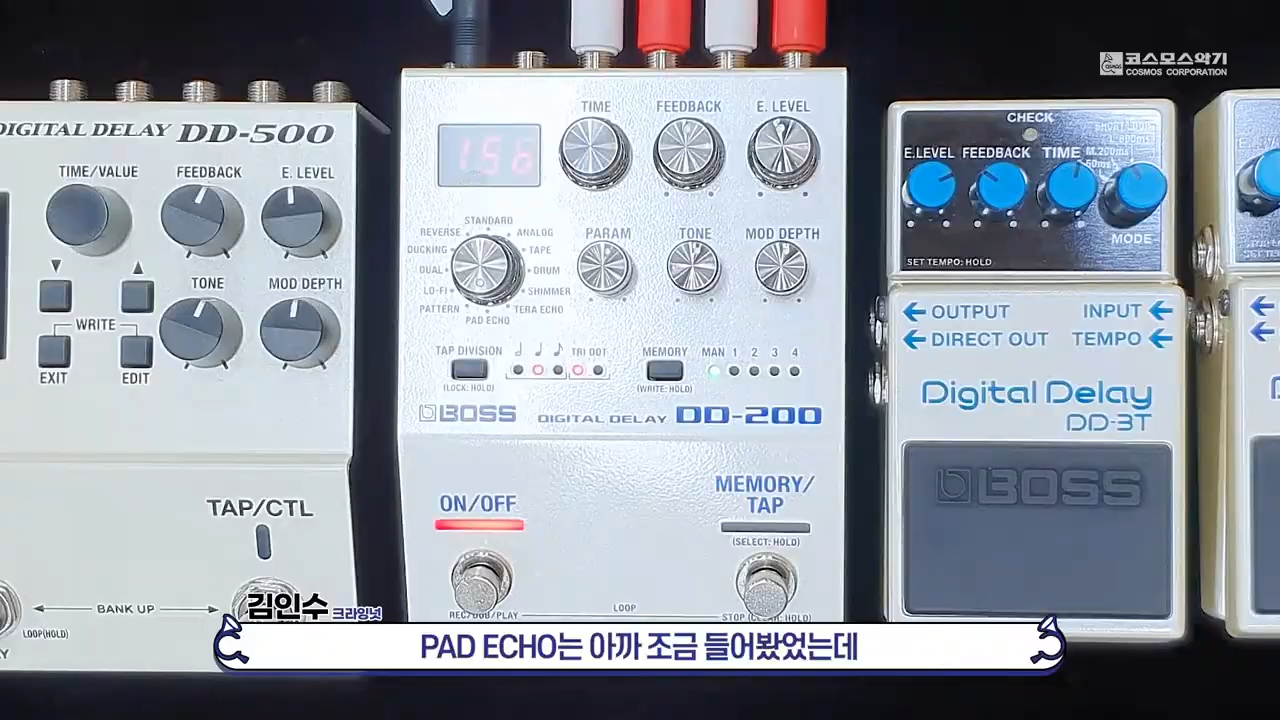 코스모스악기
COSMOS CORPORATION
DIGITAL DELAY DD-500
TIME/VALUE
FEEDBACK
E. LEVEL
TONE
MOD DEPTH
WRITE
EXIT
EDIT
TAP/CTL
BANK UP
LOOP(HOLD)
156
TIME
FEEDBACK
E. LEVEL
STANDARD
REVERSE
ANALOG
DUCKING
TAPE
DUAL
DRUM
LO-FI
SHIMMER
PATTERN
TERA ECHO
PAD ECHO
PARAM
TONE
MOD DEPTH
TAP DIVISION
(LOCK: HOLD)
TRI DOT
MEMORY
(WRITE: HOLD)
MAN 1 2 3 4
BOSS DIGITAL DELAY DD-200
ON/OFF
MEMORY/
TAP
(SELECT: HOLD)
REC/DUB/PLAY
LOOP
STOP (CLEAR: HOLD)
CHECK
E.LEVEL FEEDBACK TIME
M.200ms
50ms
MODE
SET TEMPO: HOLD
OUTPUT
INPUT
DIRECT OUT
TEMPO
Digital Delay
DD-3T
BOSS
김인수 크라잉넛
PAD ECHO는 아까 조금 들어봤었는데